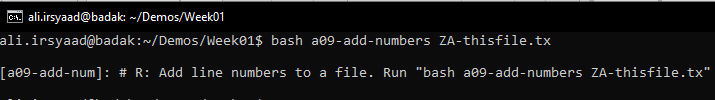 ali.irsyaad@badak: ~/Demos/Week01
ali.irsyaad@badak:~/Demos/Week01$ bash a09-add-numbers ZA-thisfile.tx
[a09-add-num]: # R: Add line numbers to a file. Run "bash a09-add-numbers ZA-thisfile.tx"